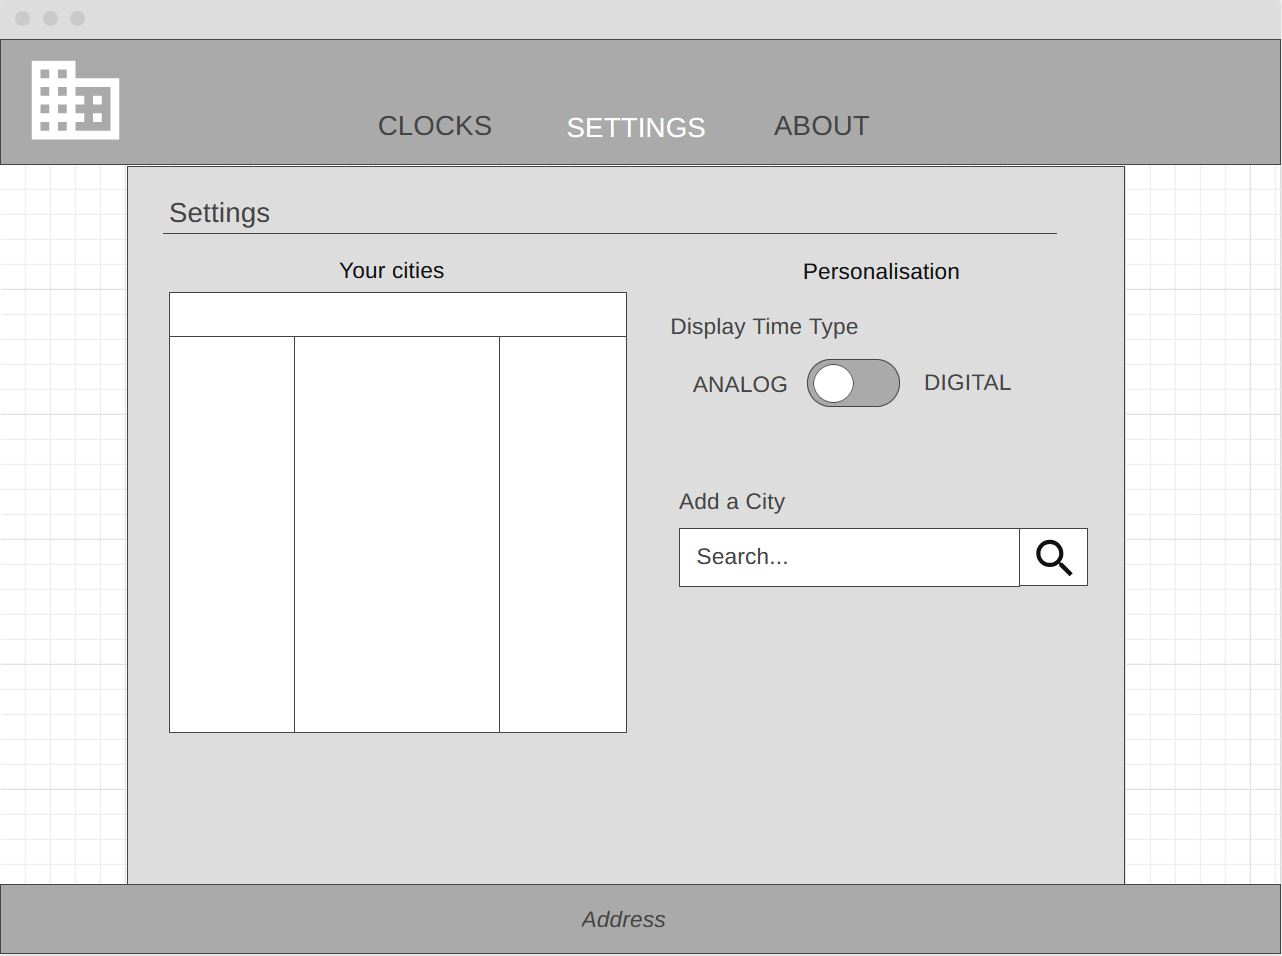 CLOCKS SETTINGS ABOUT
Settings
Your cities
Personalisation
Display Time Type
ANALOG DIGITAL
Add a City
Search...
Address